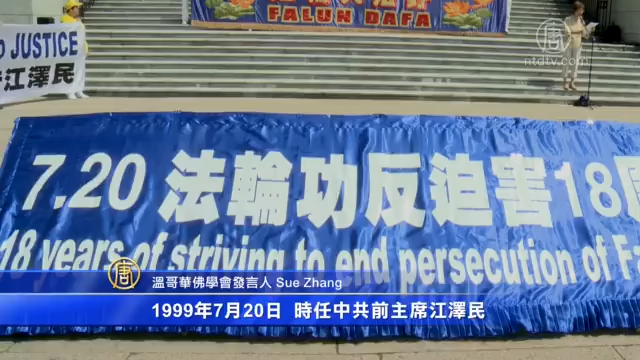 FALUN DAFA
JUSTICE
江澤民
唐
ntdtv.com
7.20 法輪功反迫害18周
18 years of striving to end persecution of Fa
唐
溫哥華佛學會發言人 Sue Zhang
1999年7月20日 時任中共前主席江澤民